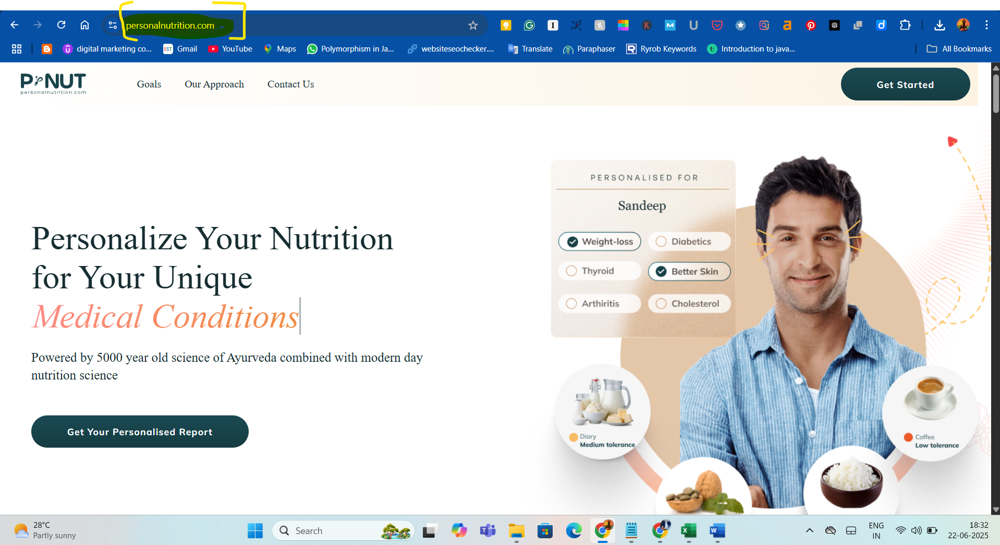 personalnutrition.com
digital marketing co...
SST
Gmail
YouTube
Maps
Polymorphism in Ja...
websiteseochecker....
Translate
Paraphaser
Ryrob Keywords
Introduction to java...
All Bookmarks
P NUT
personalnutrition.com
Goals
Our Approach
Contact Us
Get Started
PERSONALISED FOR
Sandeep
Weight-loss
Diabetics
Thyroid
Better Skin
Arthiritis
Cholesterol
Personalize Your Nutrition
for Your Unique
Medical Conditions
Powered by 5000 year old science of Ayurveda combined with modern day
nutrition science
Get Your Personalised Report
Diary
Medium tolerance
Coffee
Low tolerance
28°C
Partly sunny
Search
ENG
IN
18:32
22-06-2025